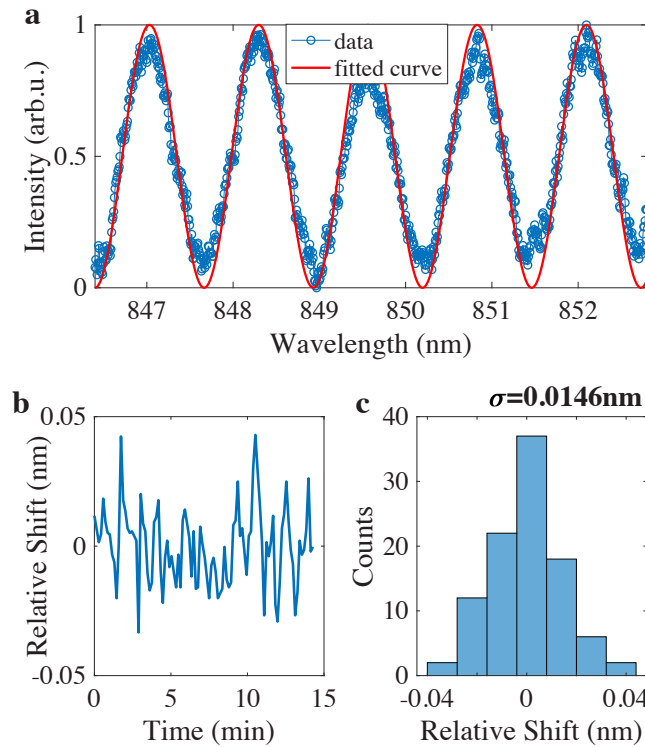 a
Intensity (arb.u.)
1
0.5
0
data
fitted curve
847 848 849 850 851 852
Wavelength (nm)
b
Relative Shift (nm)
0.05
0
-0.05
0 5 10 15
Time (min)
c
σ=0.0146nm
Counts
40
30
20
10
0
-0.04 0 0.04
Relative Shift (nm)